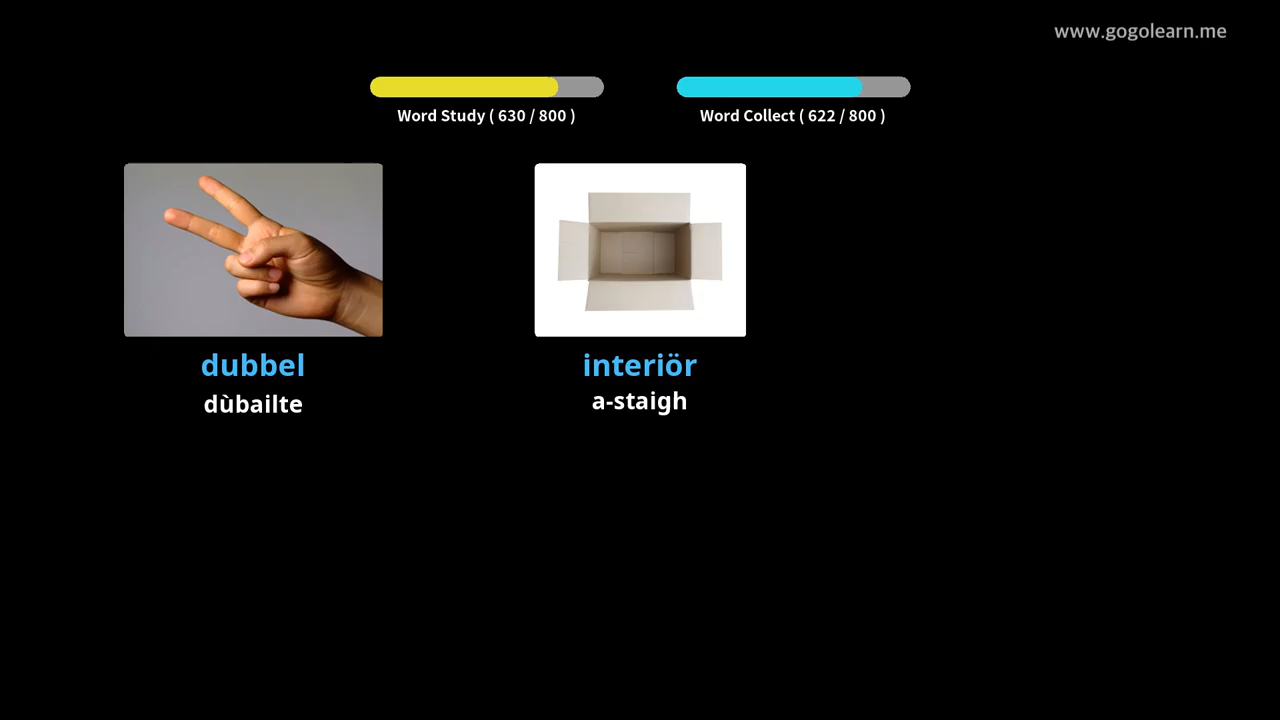 www.gogolearn.me
Word Study ( 630 / 800 )
Word Collect ( 622 / 800 )
dubbel
dùbailte
interiör
a-staigh